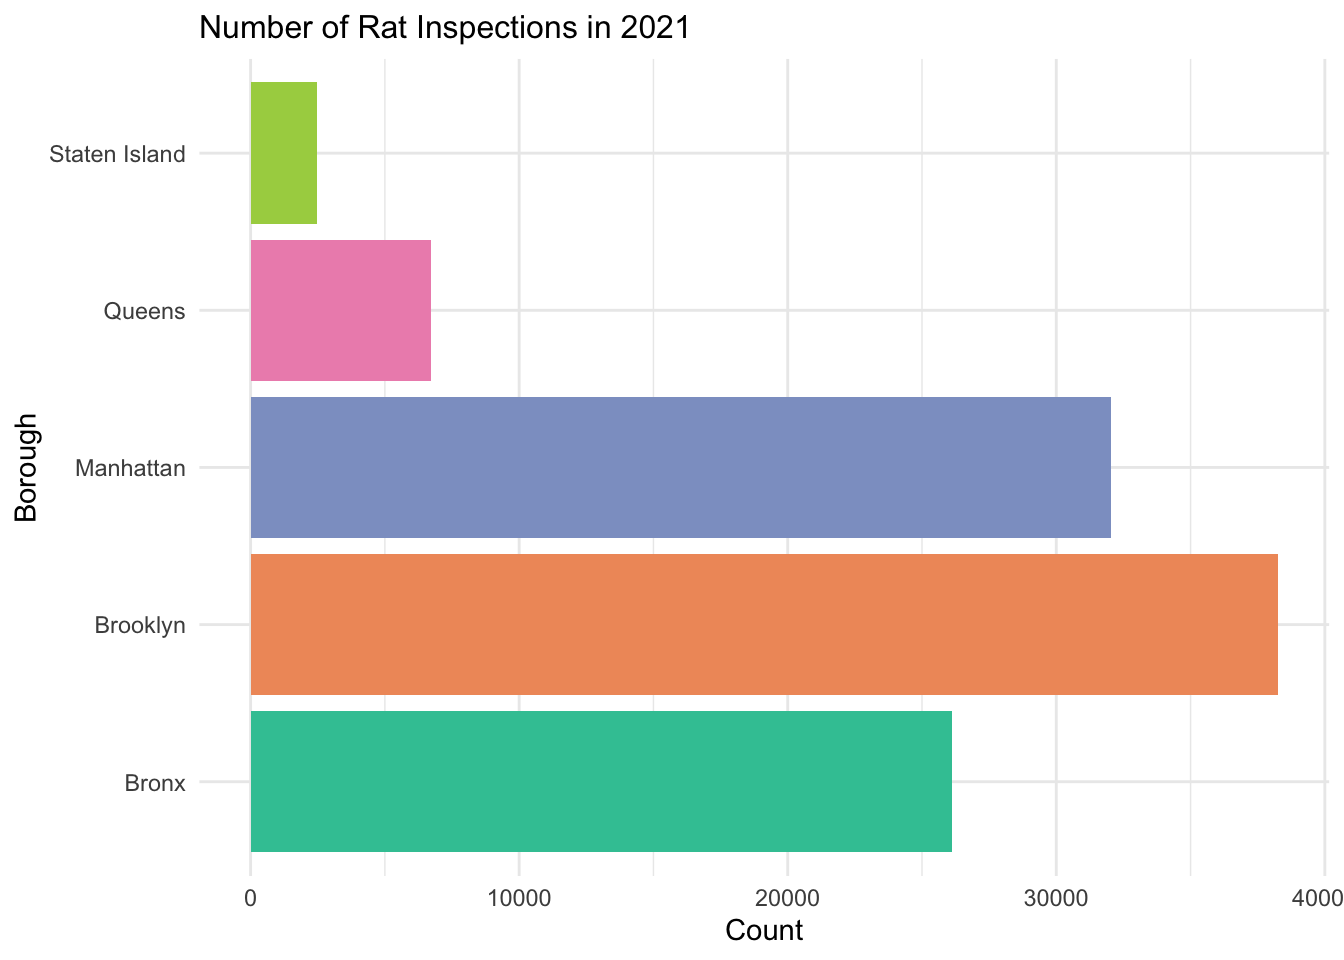 Number of Rat Inspections in 2021
Staten Island
Queens
Manhattan
Brooklyn
Bronx
Borough
0 10000 20000 30000 4000
Count